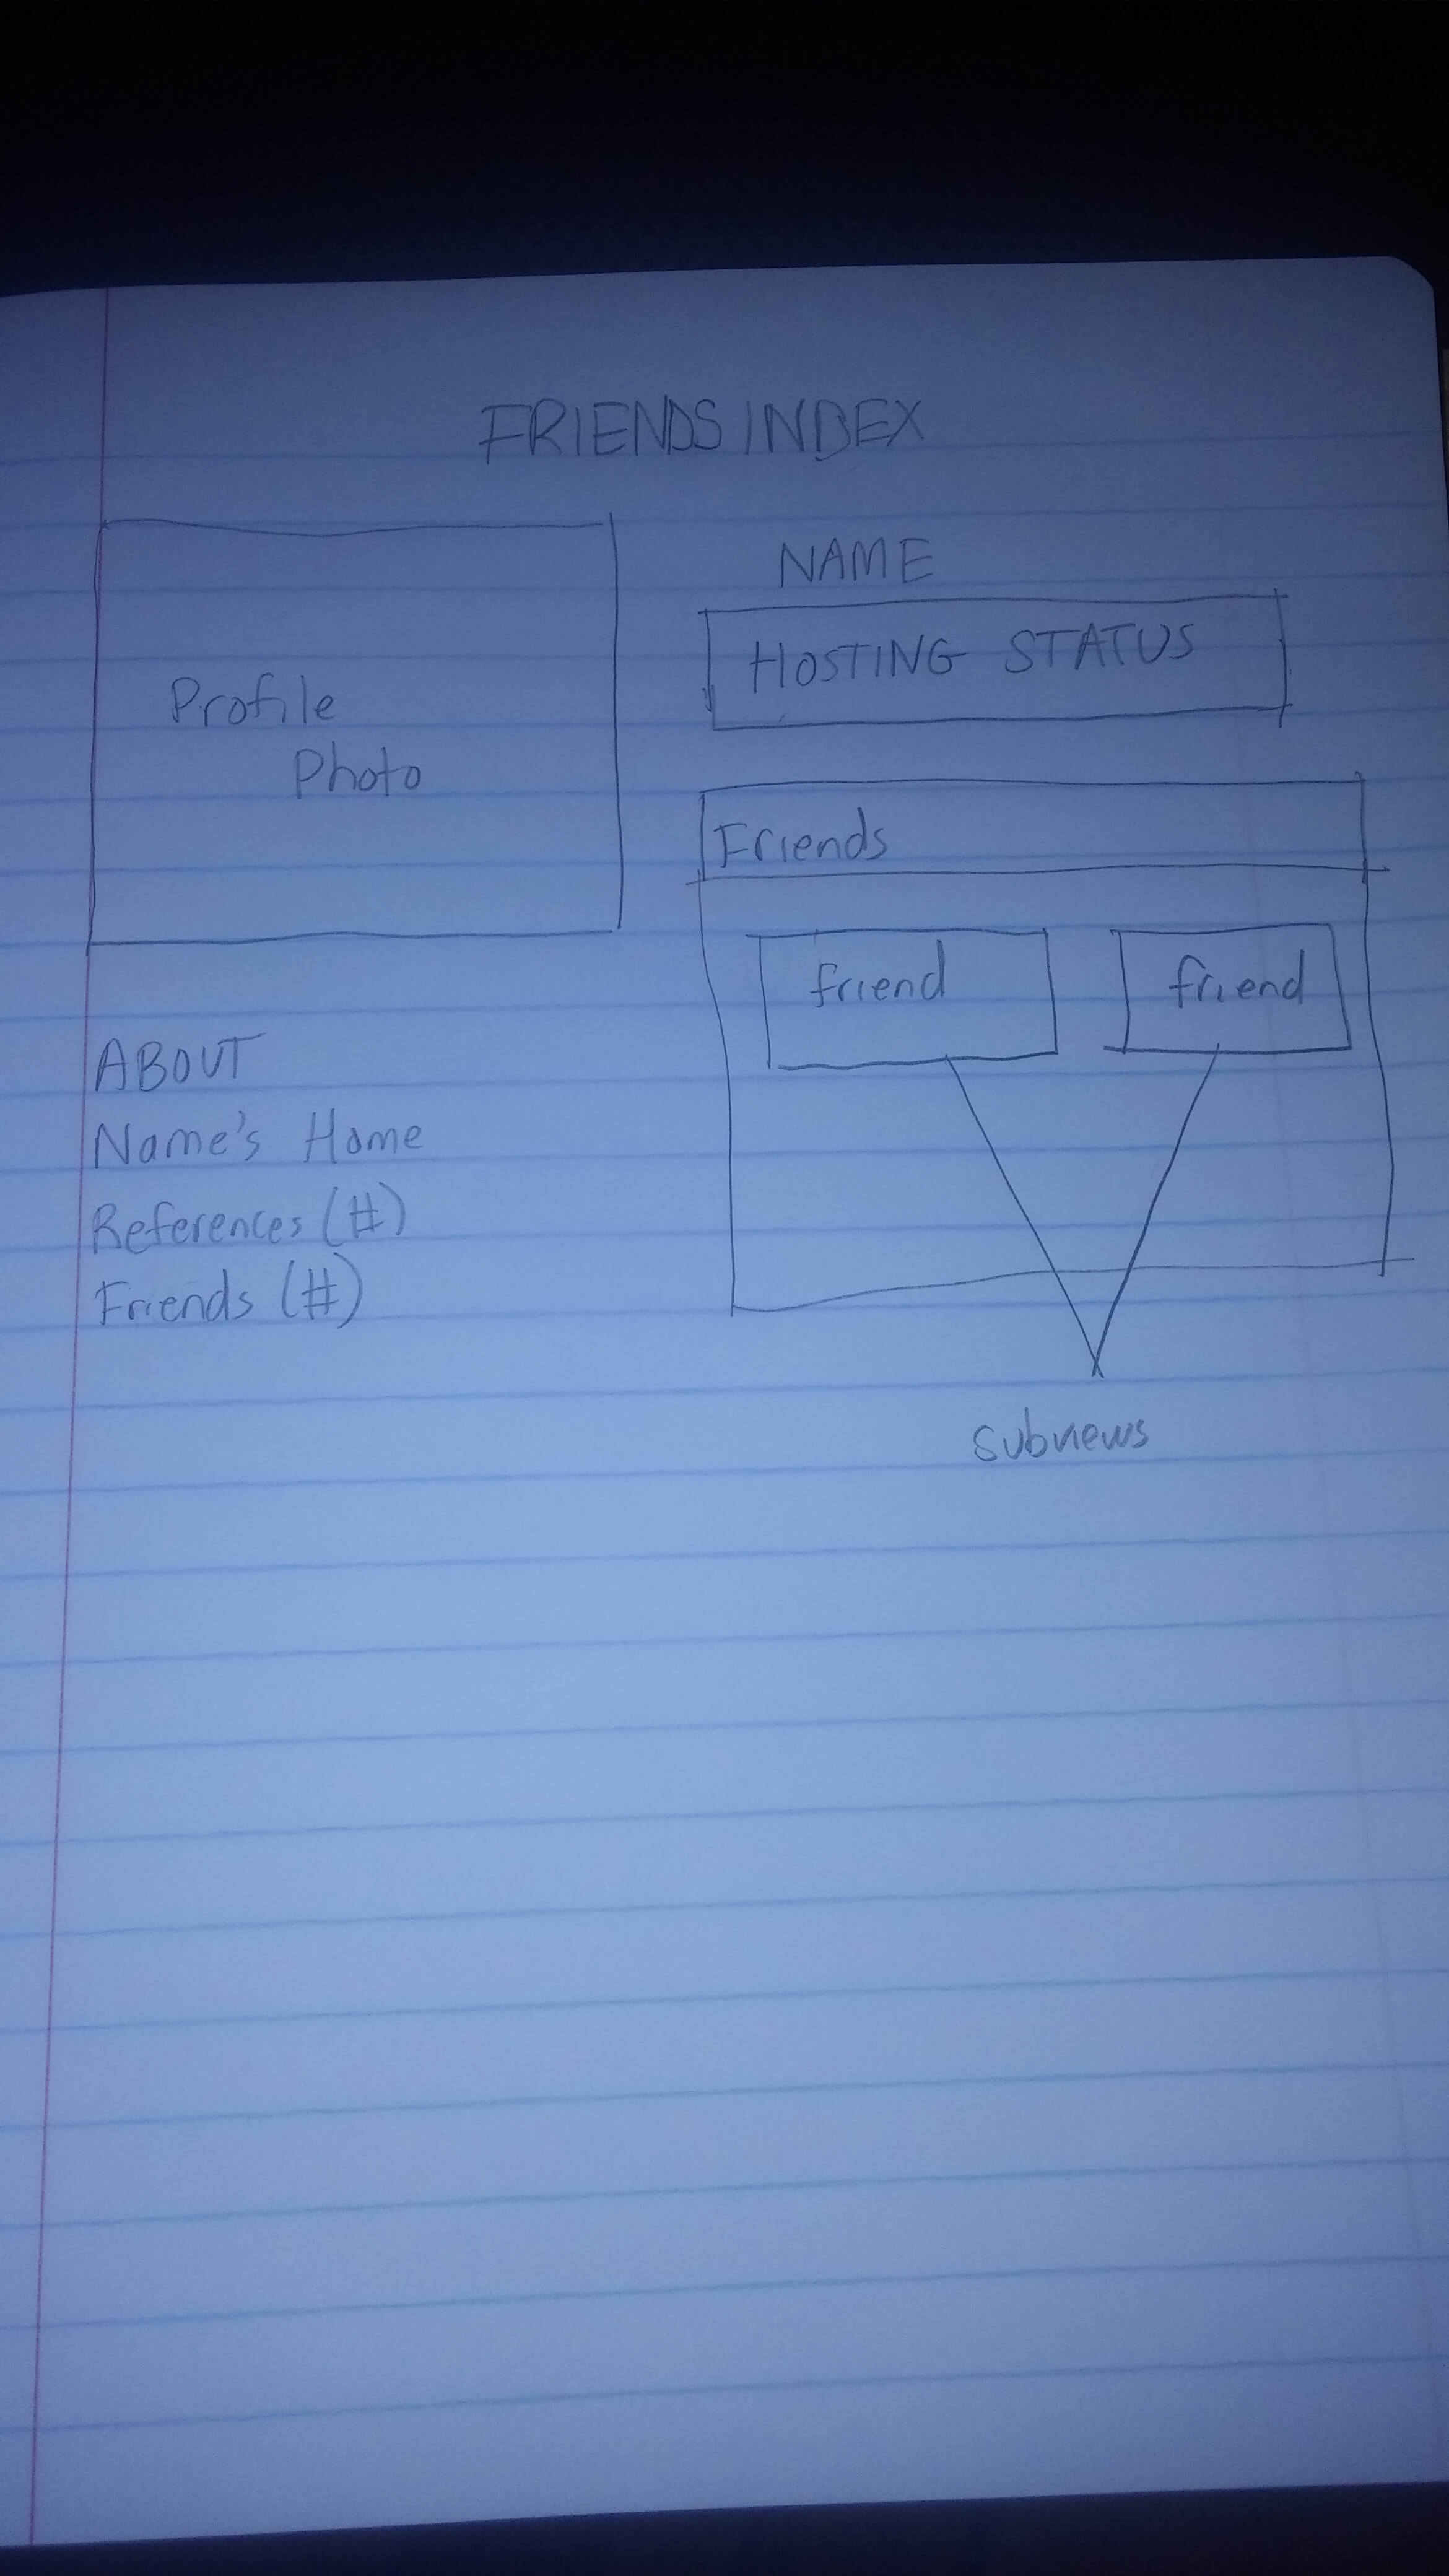 FRIENDS INDEX
Profile
Photo
ABOUT
Name's Home
References (#)
Friends (#)
NAME
HOSTING STATUS
Friends
friend friend
subviews